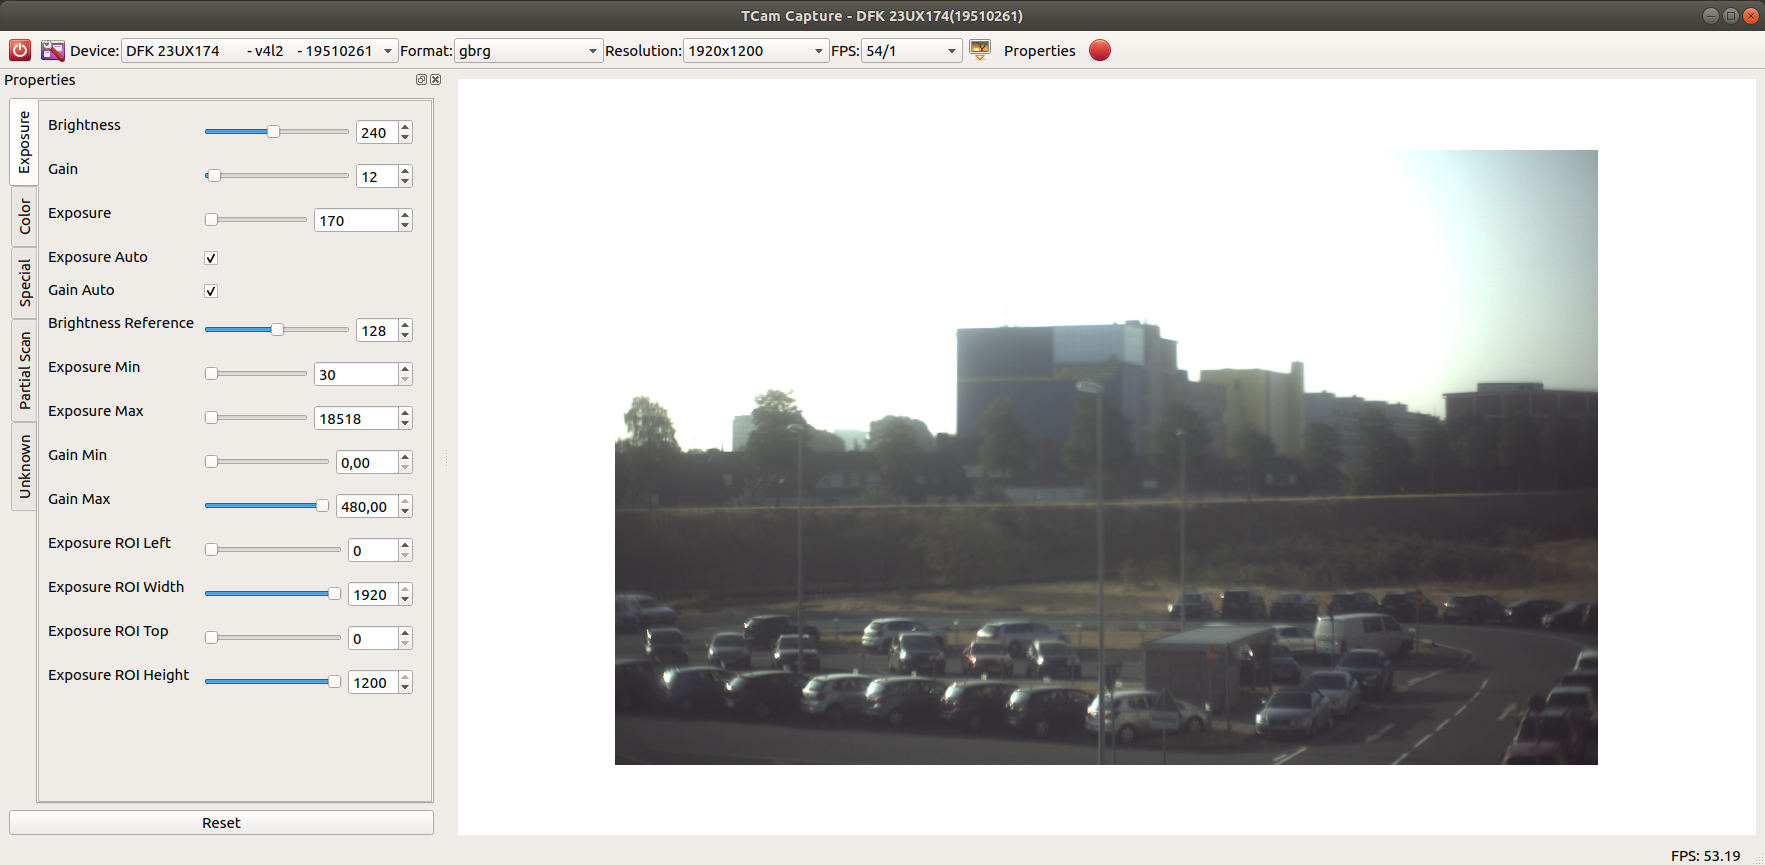 TCam Capture - DFK 23UX174(19510261)
Device: DFK 23UX174 - v4l2 - 19510261 Format: gbrg Resolution: 1920x1200 FPS: 54/1 Properties
Properties
Exposure
Color
Special
Partial Scan
Unknown
Brightness 240
Gain 12
Exposure 170
Exposure Auto
Gain Auto
Brightness Reference 128
Exposure Min 30
Exposure Max 18518
Gain Min 0,00
Gain Max 480,00
Exposure ROI Left 0
Exposure ROI Width 1920
Exposure ROI Top 0
Exposure ROI Height 1200
Reset
FPS: 53.19